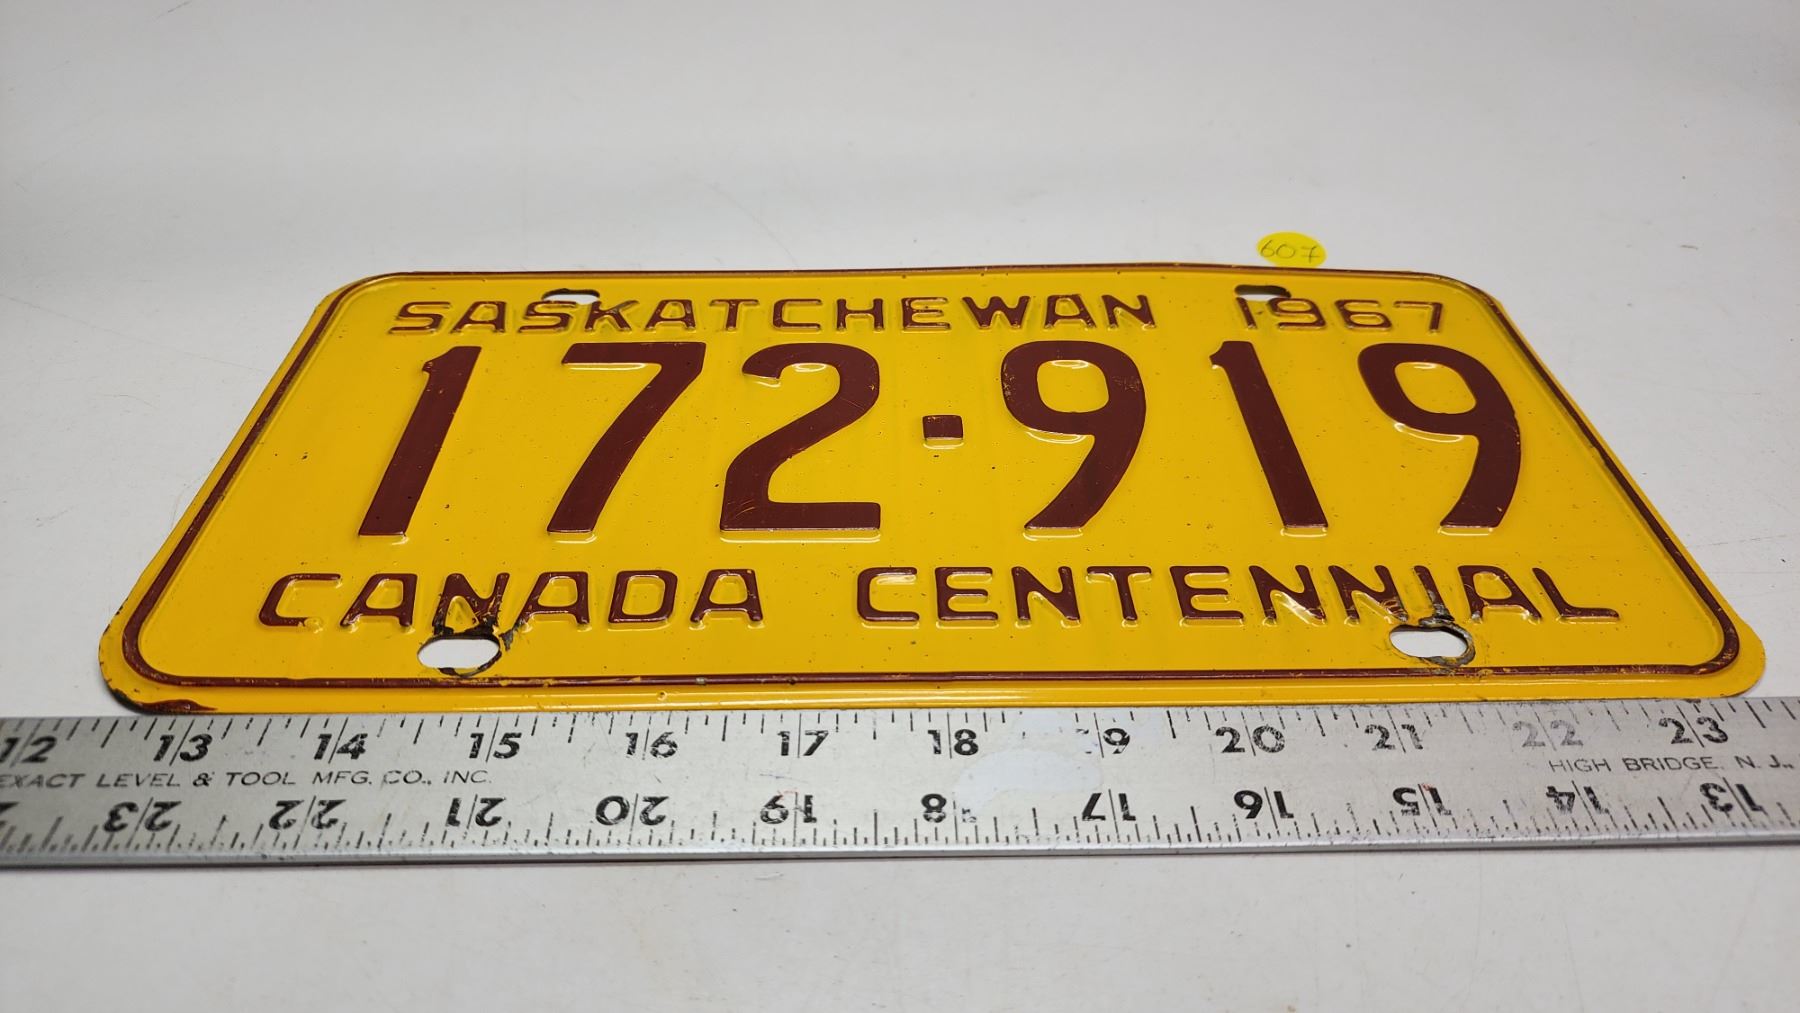 607
SASKATCHEWAN 1967
172·919
CANADA CENTENNIAL
12 13 14 15 16 17 18 19 20 21 22 23
EXACT LEVEL & TOOL MFG. CO., INC. HIGH BRIDGE, N. J.,
23 22 21 20 19 18 17 16 15 14 13